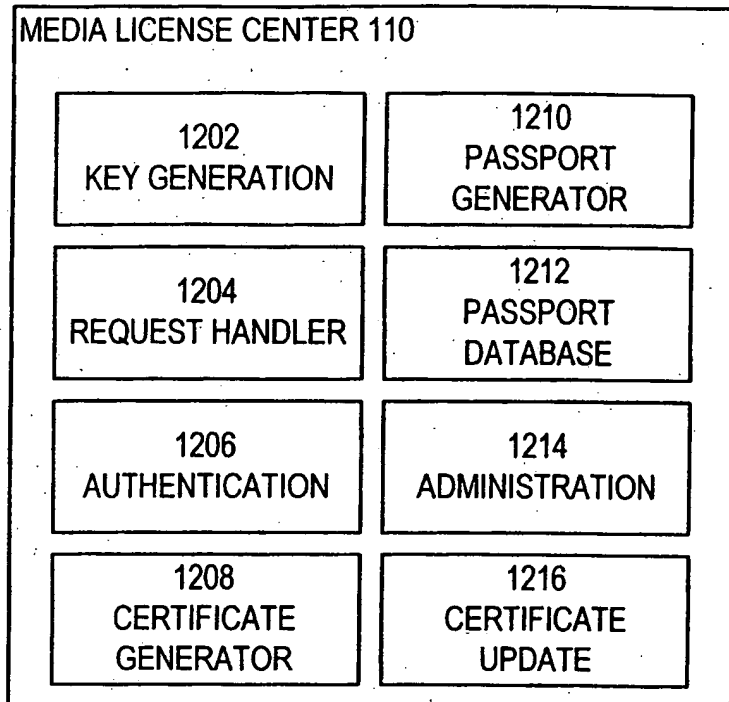 MEDIA LICENSE CENTER 110
1202
KEY GENERATION
1210
PASSPORT
GENERATOR
1204
REQUEST HANDLER
1212
PASSPORT
DATABASE
1206
AUTHENTICATION
1214
ADMINISTRATION
1208
CERTIFICATE
GENERATOR
1216
CERTIFICATE
UPDATE